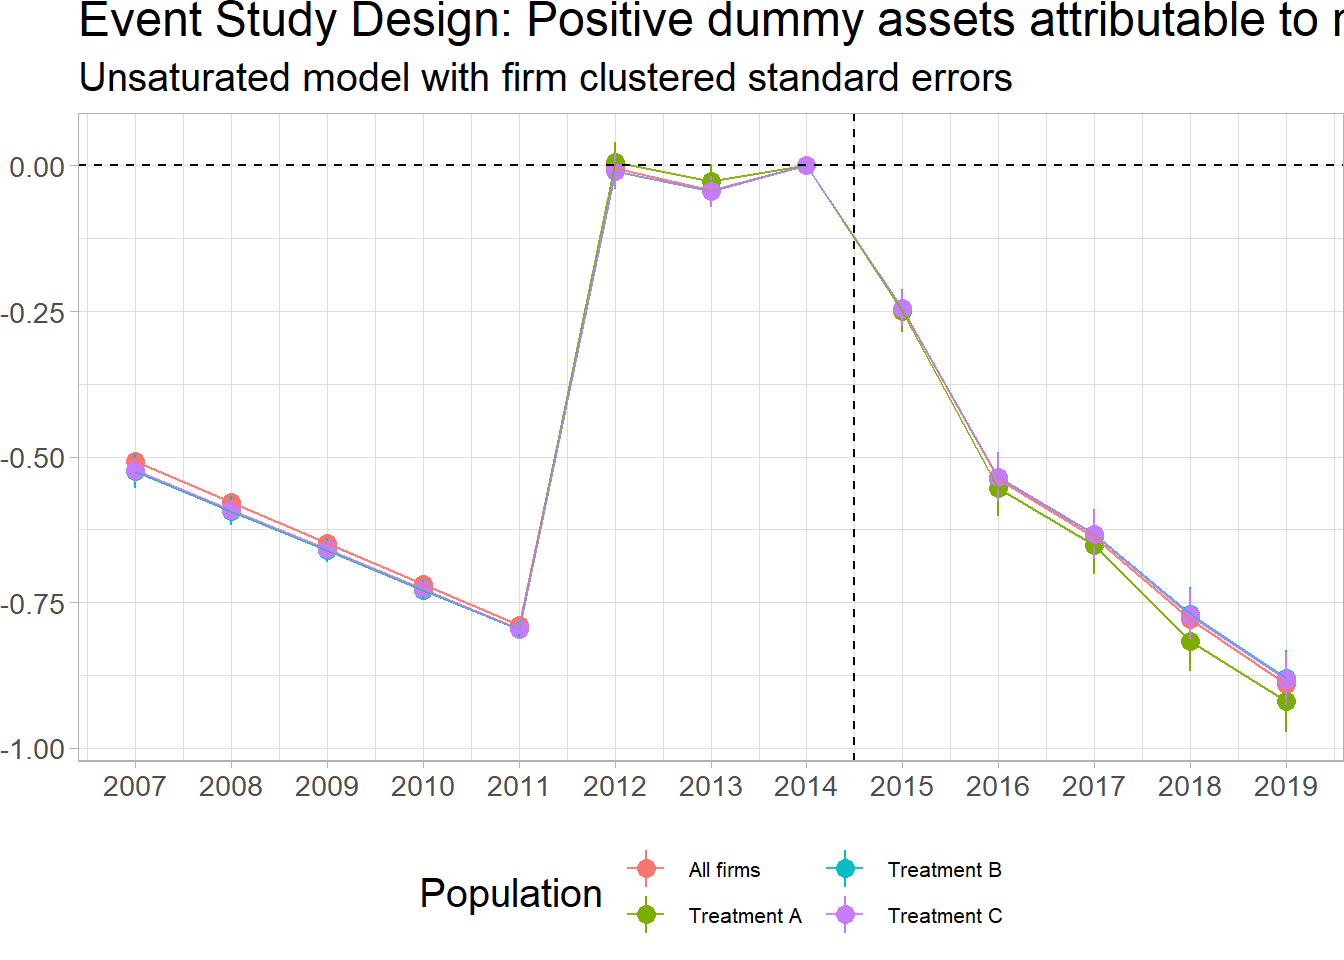 Event Study Design: Positive dummy assets attributable to
Unsaturated model with firm clustered standard errors
0.00
-0.25
-0.50
-0.75
-1.00
2007 2008 2009 2010 2011 2012 2013 2014 2015 2016 2017 2018 2019
Population
All firms
Treatment A
Treatment B
Treatment C